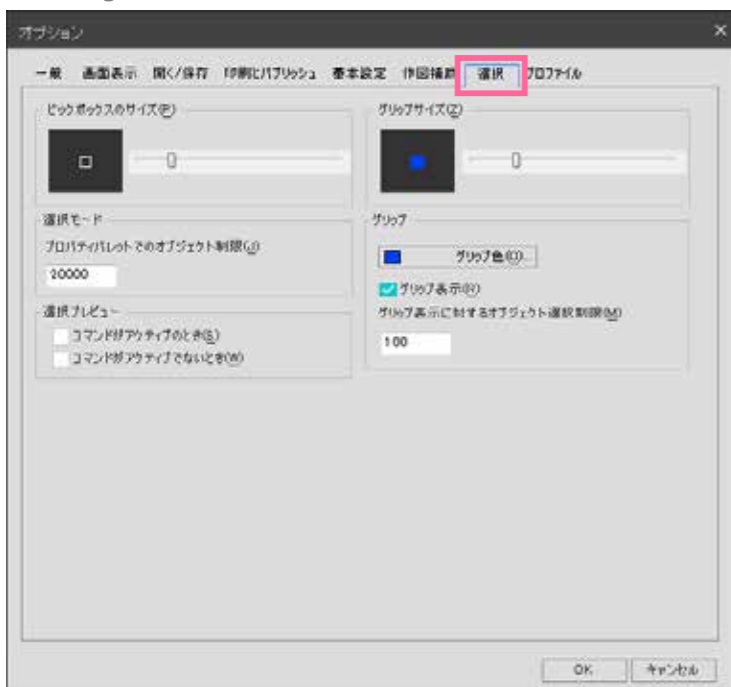 オプション
一般 画面表示 開く/保存 印刷とパブリッシュ 基本設定 作図補助 選択 プロファイル
ピックボックスのサイズ(P)
グリップサイズ(Z)
選択モード
プロパティパレットでのオブジェクト制限(J)
20000
選択プレビュー
コマンドがアクティブのとき(S)
コマンドがアクティブでないとき(W)
グリップ
グリップ色(C)...
グリップ表示(R)
グリップ表示に対するオブジェクト選択制限(M)
100
OK キャンセル